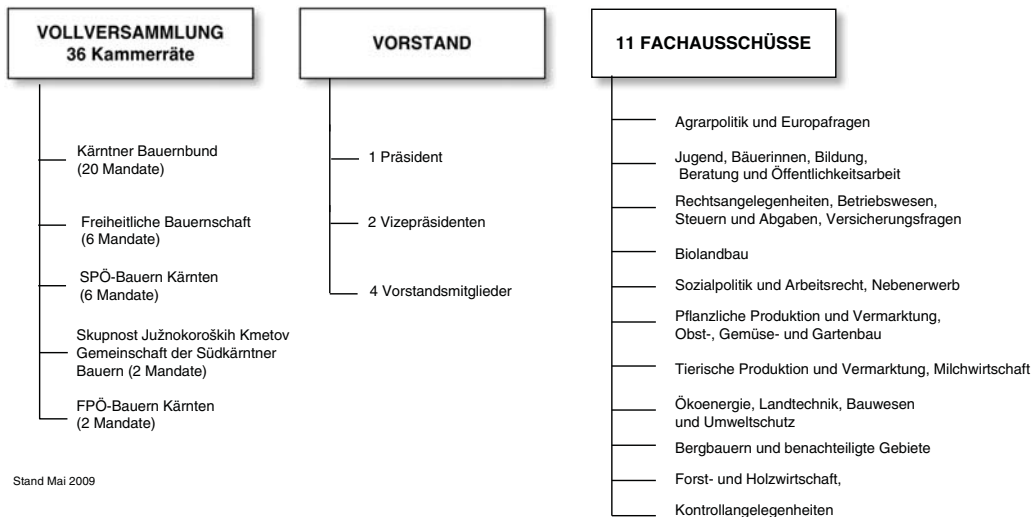 VOLLVERSAMMLUNG
36 Kammerräte
Kärntner Bauernbund
(20 Mandate)
Freiheitliche Bauernschaft
(6 Mandate)
SPÖ-Bauern Kärnten
(6 Mandate)
Skupnost Južnokoroških Kmetov
Gemeinschaft der Südkärntner
Bauern (2 Mandate)
FPÖ-Bauern Kärnten
(2 Mandate)
Stand Mai 2009
VORSTAND
1 Präsident
2 Vizepräsidenten
4 Vorstandsmitglieder
11 FACHAUSSCHÜSSE
Agrarpolitik und Europafragen
Jugend, Bäuerinnen, Bildung,
Beratung und Öffentlichkeitsarbeit
Rechtsangelegenheiten, Betriebswesen,
Steuern und Abgaben, Versicherungsfragen
Biolandbau
Sozialpolitik und Arbeitsrecht, Nebenerwerb
Pflanzliche Produktion und Vermarktung,
Obst-, Gemüse- und Gartenbau
Tierische Produktion und Vermarktung, Milchwirtschaft
Ökoenergie, Landtechnik, Bauwesen
und Umweltschutz
Bergbauern und benachteiligte Gebiete
Forst- und Holzwirtschaft,
Kontrollangelegenheiten